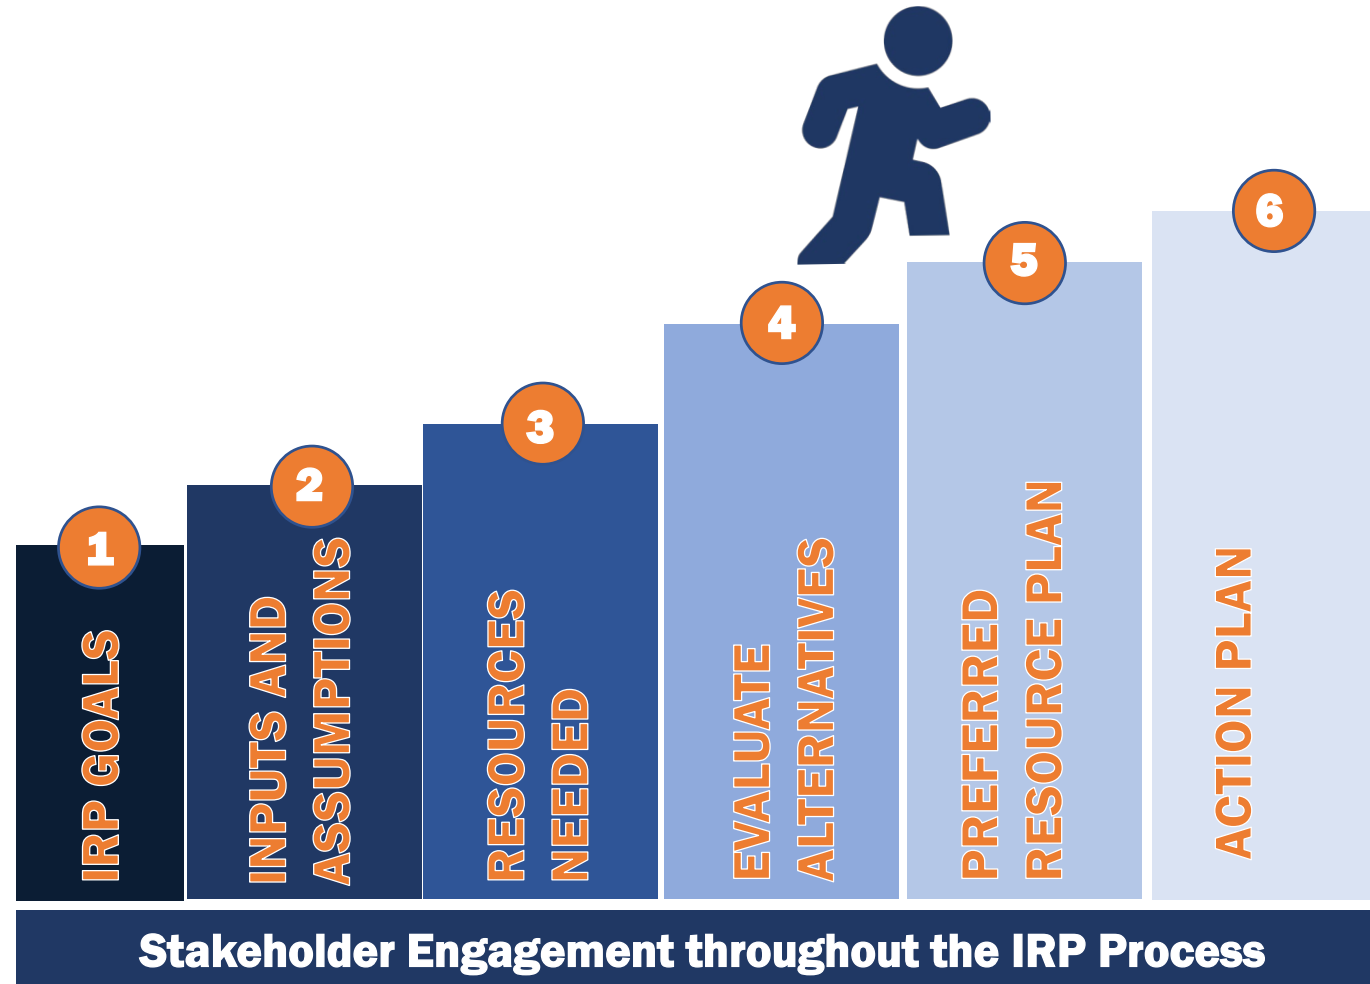 1
IRP GOALS
2
INPUTS AND
ASSUMPTIONS
3
RESOURCES
NEEDED
4
EVALUATE
ALTERNATIVES
5
PREFERRED
RESOURCE PLAN
6
ACTION PLAN
Stakeholder Engagement throughout the IRP Process